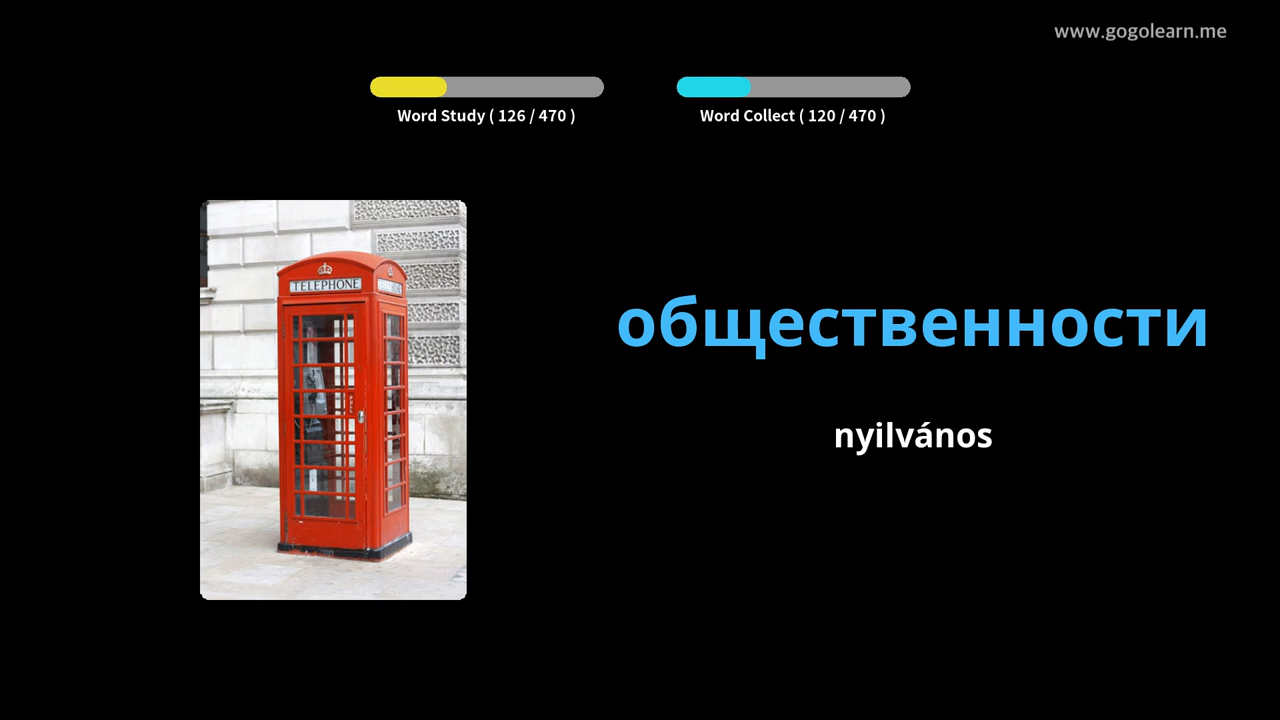 www.gogolearn.me
Word Study ( 126 / 470 )
Word Collect ( 120 / 470 )
TELEPHONE
общественности
nyilvános